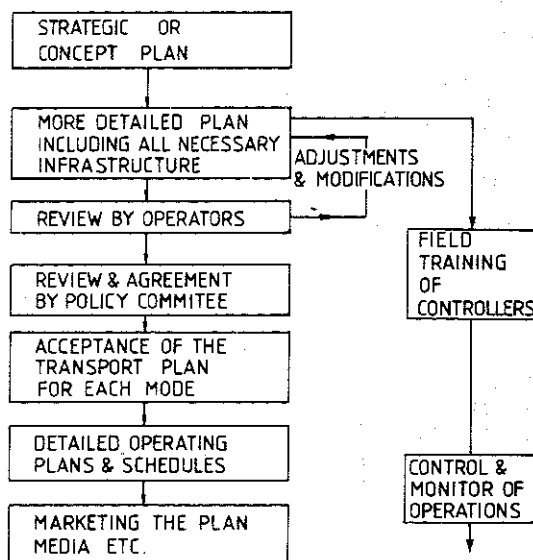 STRATEGIC OR
CONCEPT PLAN
MORE DETAILED PLAN
INCLUDING ALL NECESSARY
INFRASTRUCTURE
ADJUSTMENTS
& MODIFICATIONS
REVIEW BY OPERATORS
REVIEW & AGREEMENT
BY POLICY COMMITEE
ACCEPTANCE OF THE
TRANSPORT PLAN
FOR EACH MODE
DETAILED OPERATING
PLANS & SCHEDULES
MARKETING THE PLAN
MEDIA ETC.
FIELD
TRAINING
OF
CONTROLLERS
CONTROL &
MONITOR OF
OPERATIONS